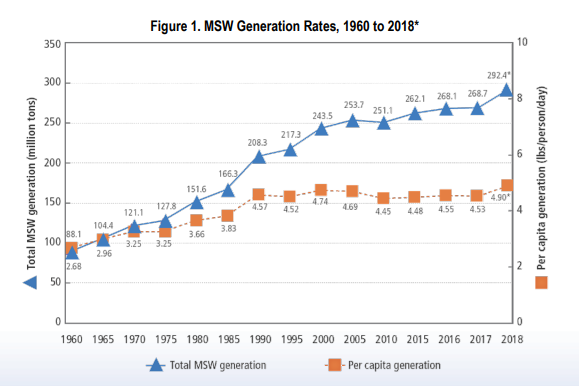 Figure 1. MSW Generation Rates, 1960 to 2018*
350 10
300 8
250
200 6
150 4
100
50 2
0 0
Total MSW generation (million tons)
Per capita generation (lbs/person/day)
88.1 104.4 121.1 127.8 151.6 166.3 208.3 217.3 243.5 253.7 251.1 262.1 268.1 268.7 292.4*
2.68 2.96 3.25 3.25 3.66 3.83 4.57 4.52 4.74 4.69 4.45 4.48 4.55 4.53 4.90*
1960 1965 1970 1975 1980 1985 1990 1995 2000 2005 2010 2015 2016 2017 2018
Total MSW generation Per capita generation